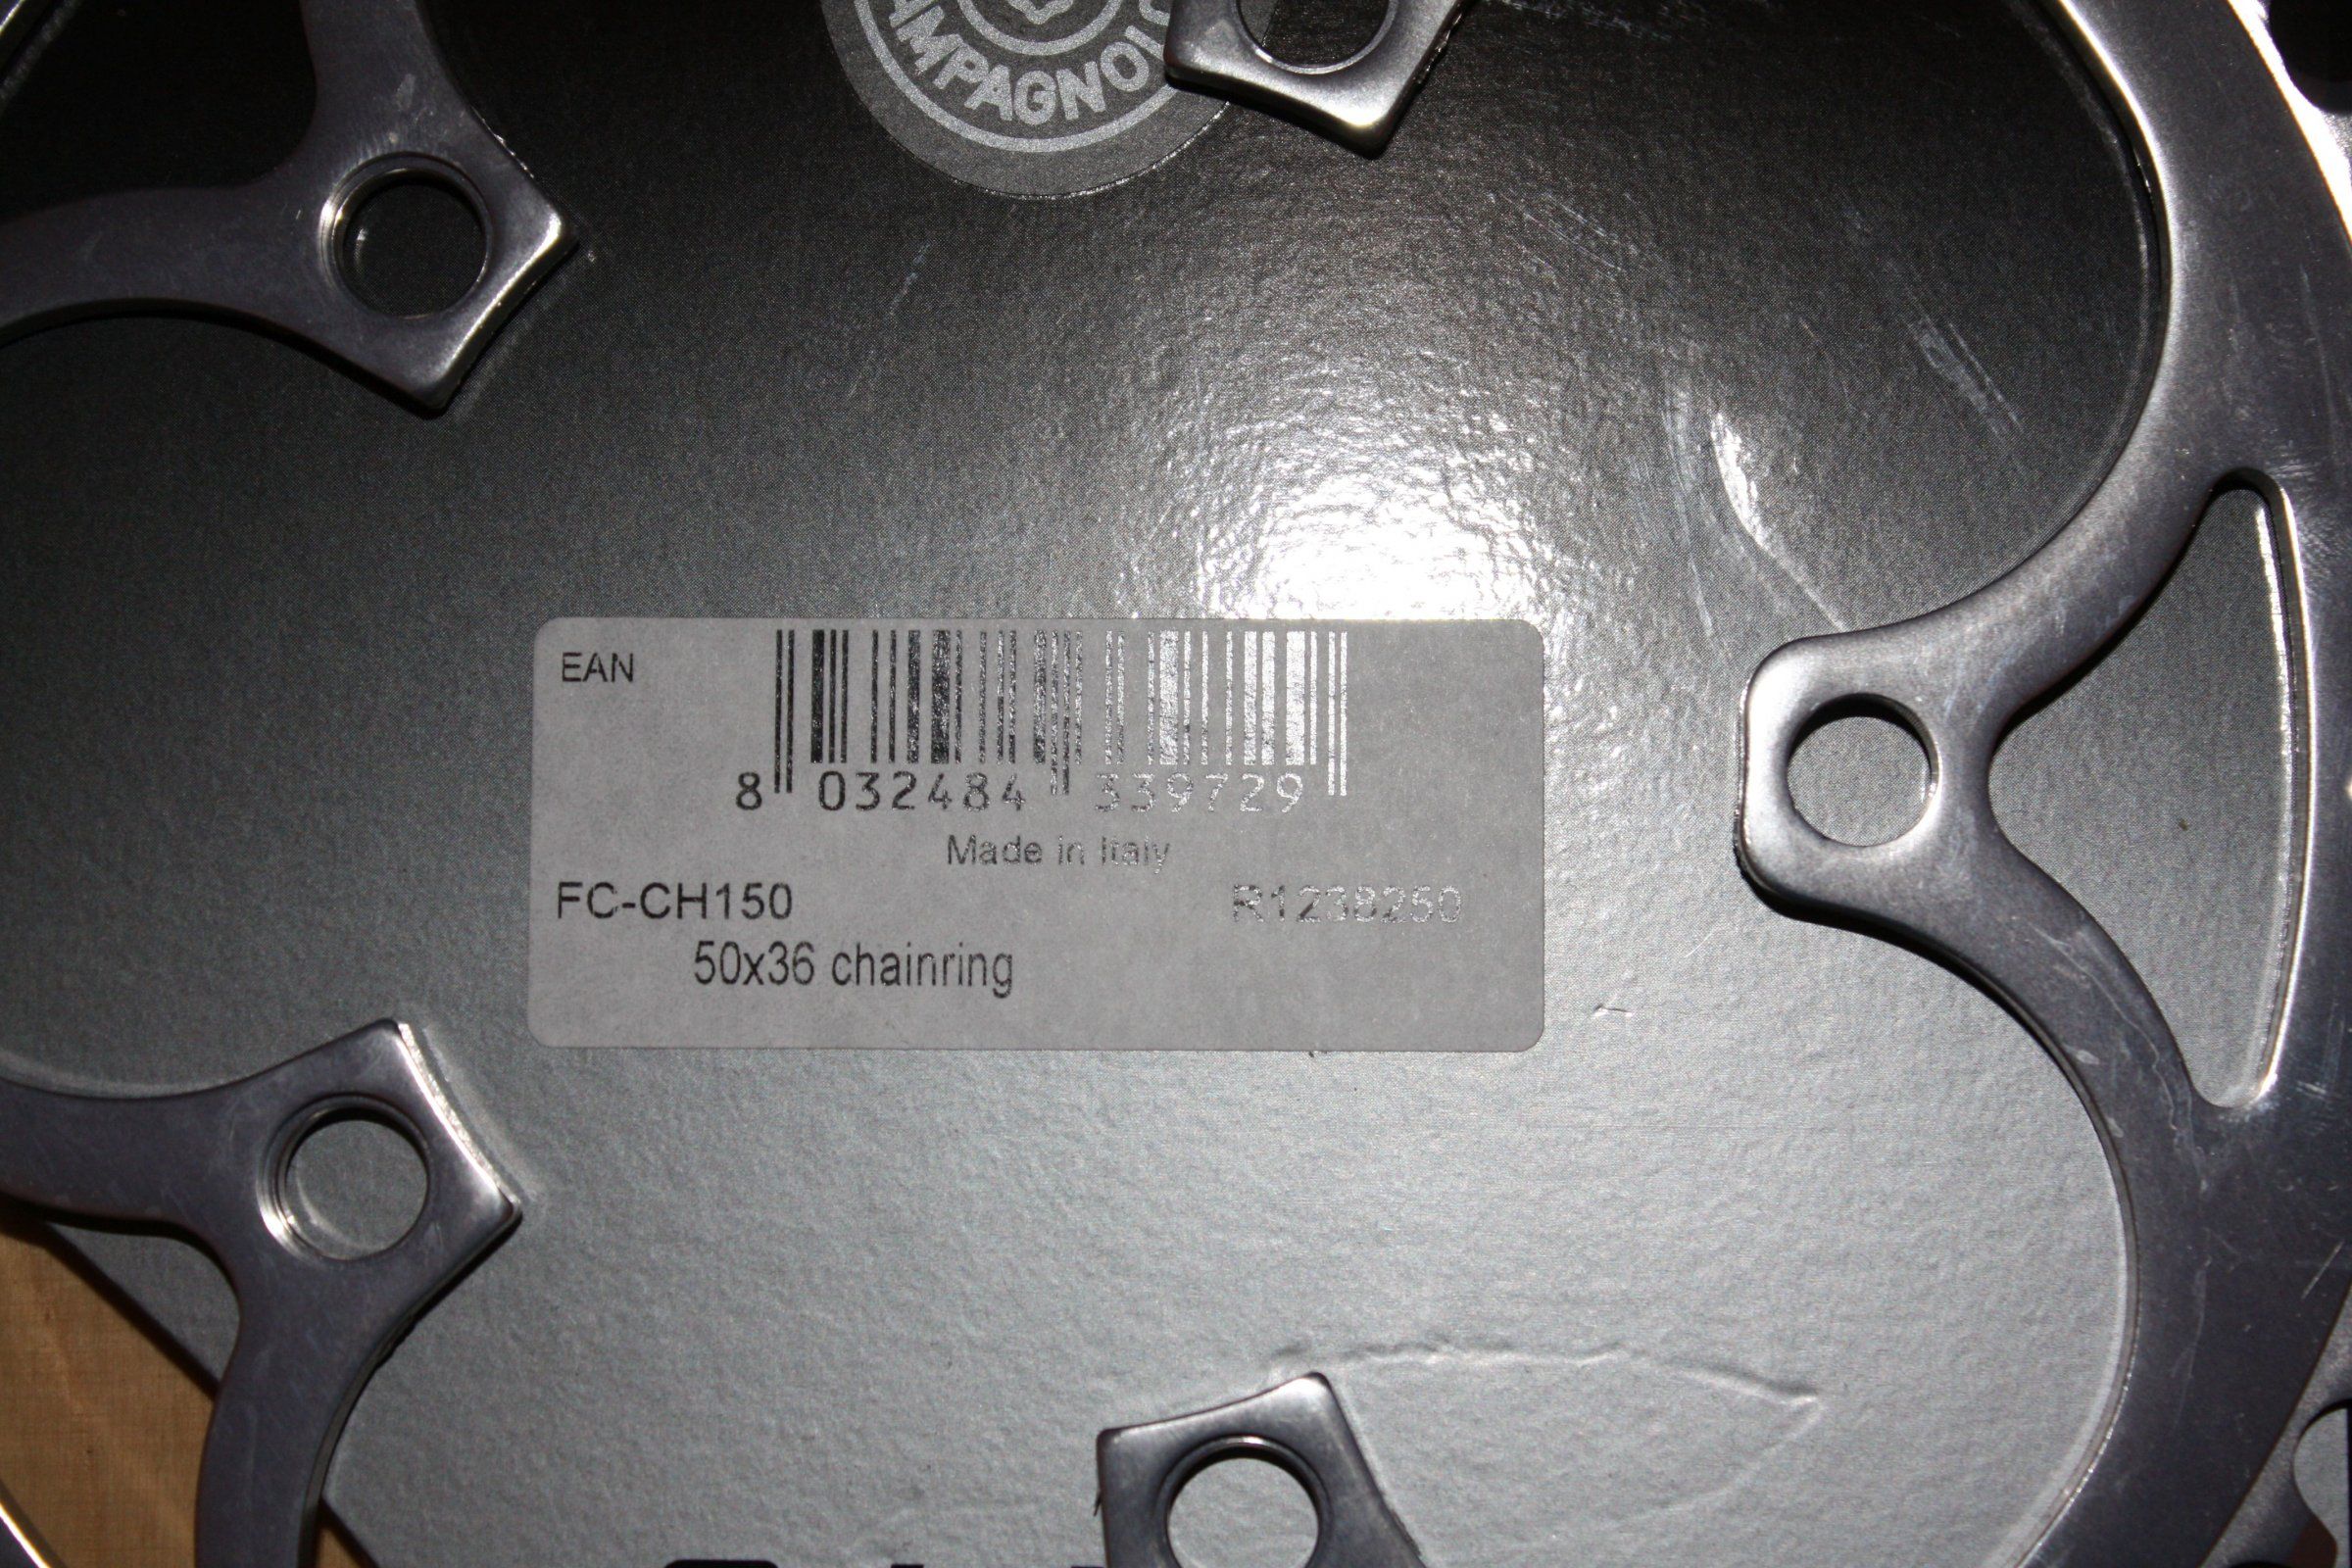 EAN
8 032484 339729
Made in Italy
FC-CH150 R1238250
50x36 chainring